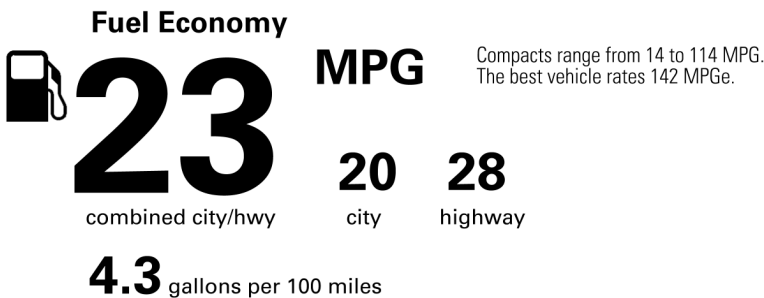 Fuel Economy
23 MPG
Compacts range from 14 to 114 MPG.
The best vehicle rates 142 MPGe.
combined city/hwy
20 city
28 highway
4.3 gallons per 100 miles